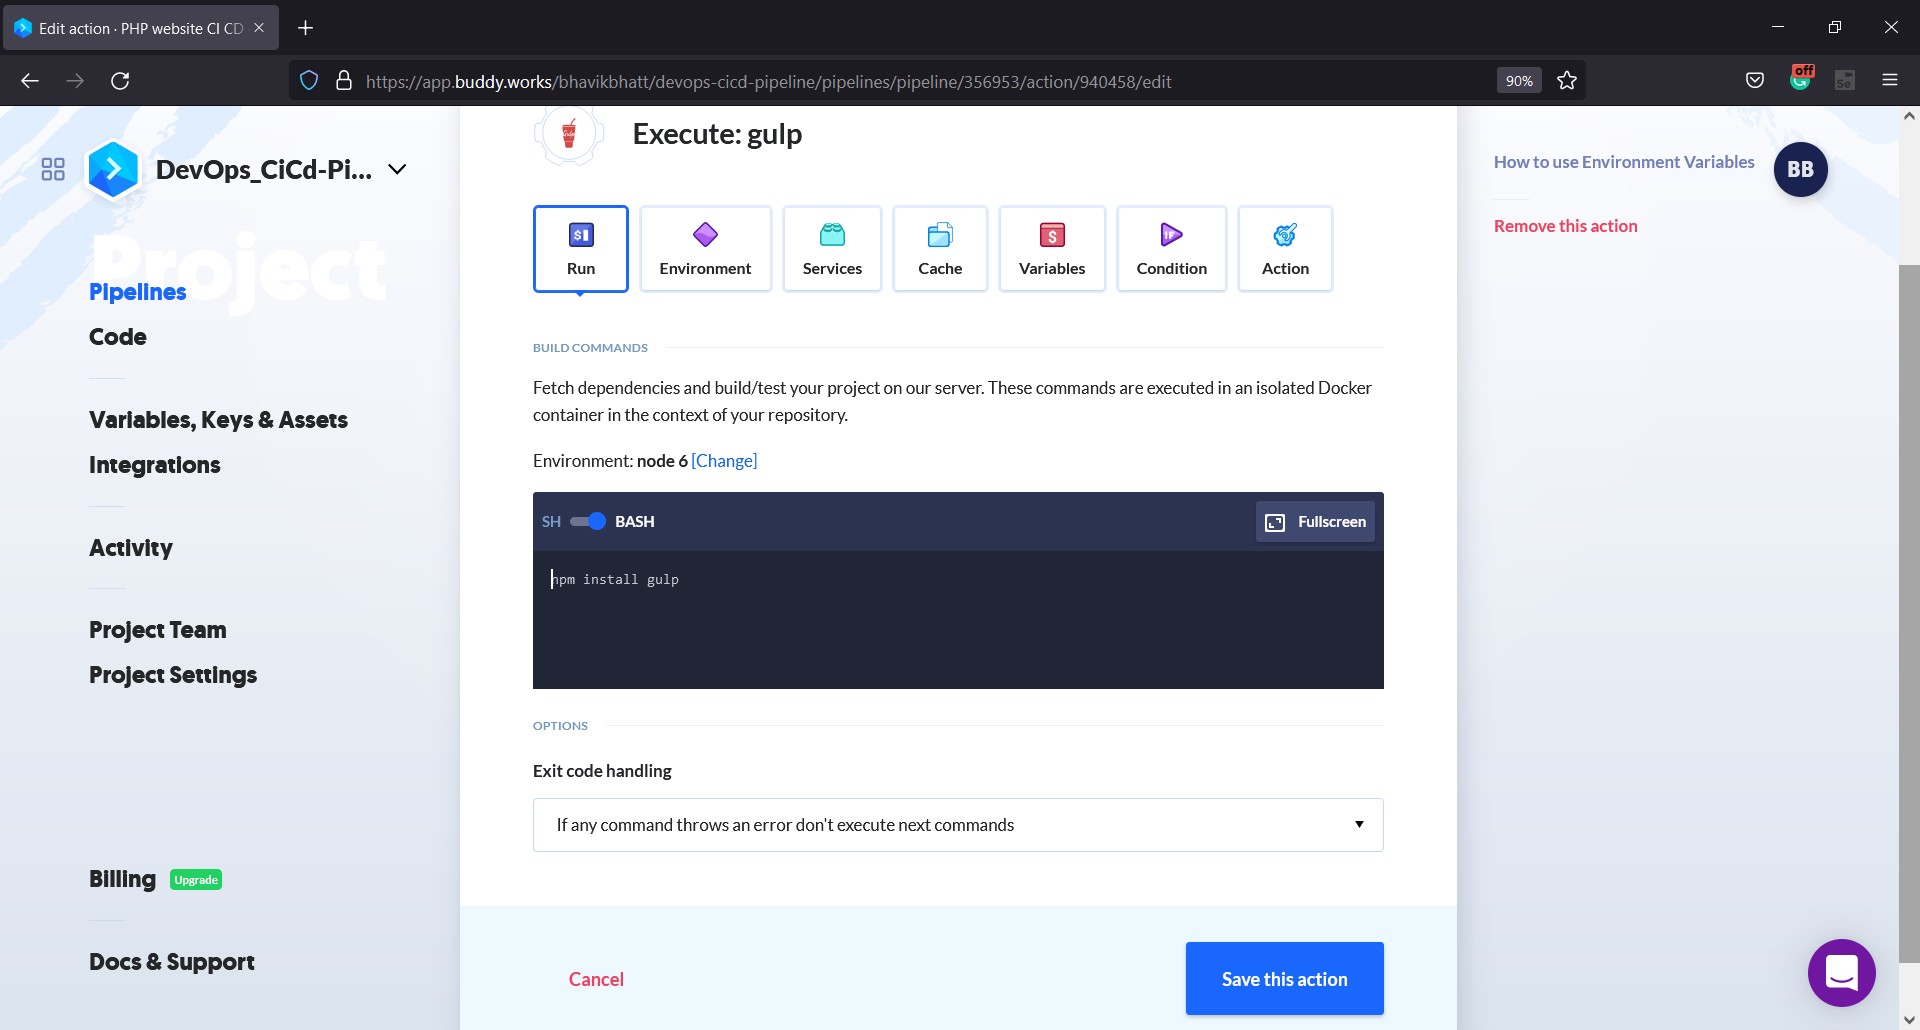 Edit action · PHP website CI CD
https://app.buddy.works/bhavikbhatt/devops-cicd-pipeline/pipelines/pipeline/356953/action/940458/edit
90%
off
Se
DevOps_CiCd-Pi...
Project
Pipelines
Code
Variables, Keys & Assets
Integrations
Activity
Project Team
Project Settings
Billing Upgrade
Docs & Support
Gulp
Execute: gulp
$
Run
Environment
Services
Cache
$
Variables
IF
Condition
Action
BUILD COMMANDS
Fetch dependencies and build/test your project on our server. These commands are executed in an isolated Docker
container in the context of your repository.
Environment: node 6 [Change]
SH BASH
Fullscreen
npm install gulp
OPTIONS
Exit code handling
If any command throws an error don't execute next commands
Cancel
Save this action
How to use Environment Variables
BB
Remove this action